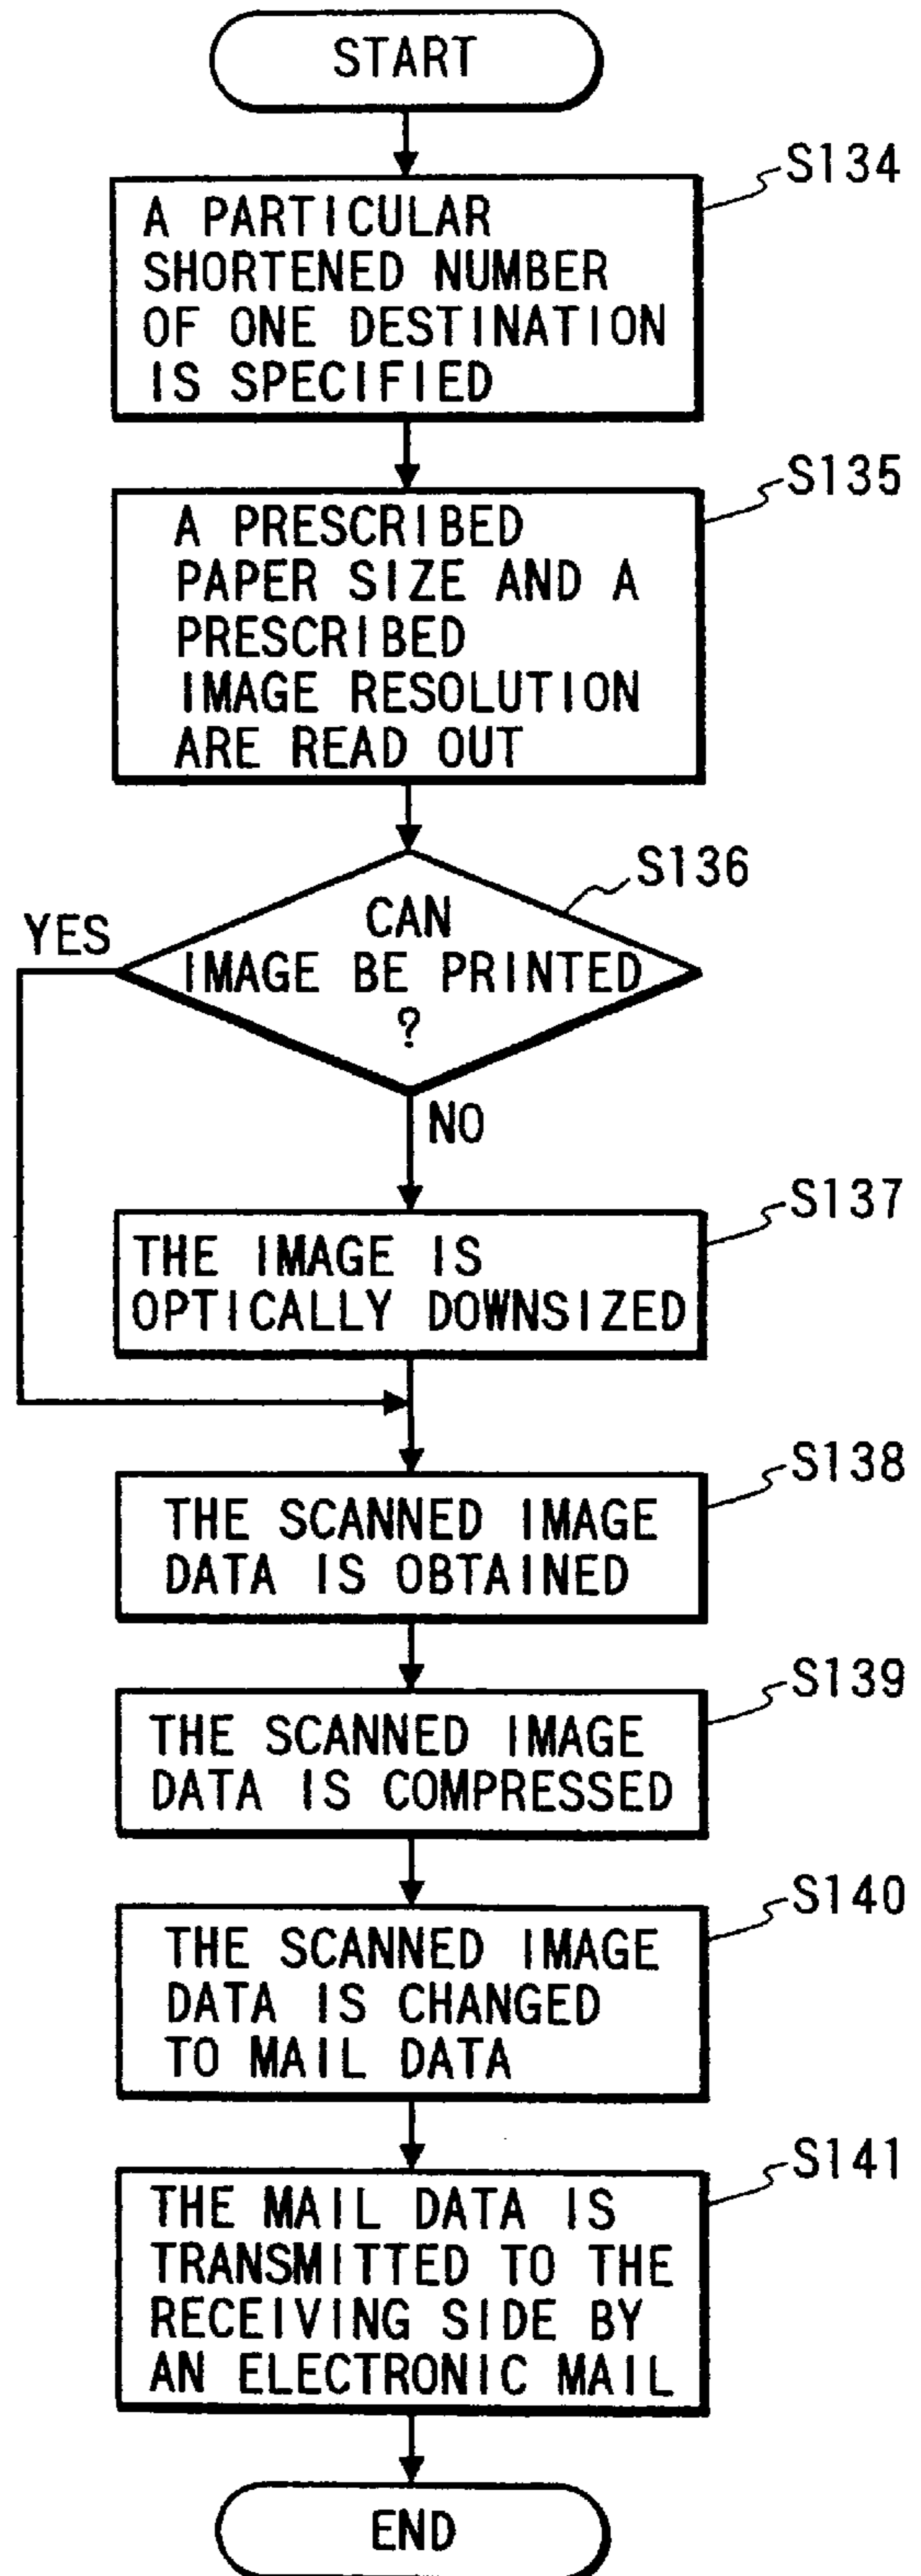 START
S134
A PARTICULAR
SHORTENED NUMBER
OF ONE DESTINATION
IS SPECIFIED
S135
A PRESCRIBED
PAPER SIZE AND A
PRESCRIBED
IMAGE RESOLUTION
ARE READ OUT
S136
CAN
IMAGE BE PRINTED
?
YES
NO
S137
THE IMAGE IS
OPTICALLY DOWNSIZED
S138
THE SCANNED IMAGE
DATA IS OBTAINED
S139
THE SCANNED IMAGE
DATA IS COMPRESSED
S140
THE SCANNED IMAGE
DATA IS CHANGED
TO MAIL DATA
S141
THE MAIL DATA IS
TRANSMITTED TO THE
RECEIVING SIDE BY
AN ELECTRONIC MAIL
END